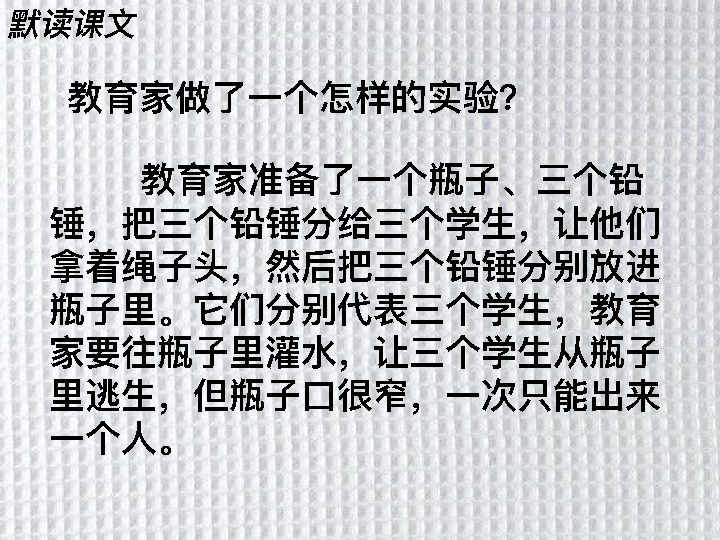 默读课文
教育家做了一个怎样的实验?
教育家准备了一个瓶子、三个铅
锤，把三个铅锤分给三个学生，让他们
拿着绳子头，然后把三个铅锤分别放进
瓶子里。它们分别代表三个学生，教育
家要往瓶子里灌水，让三个学生从瓶子
里逃生，但瓶子口很窄，一次只能出来
一个人。